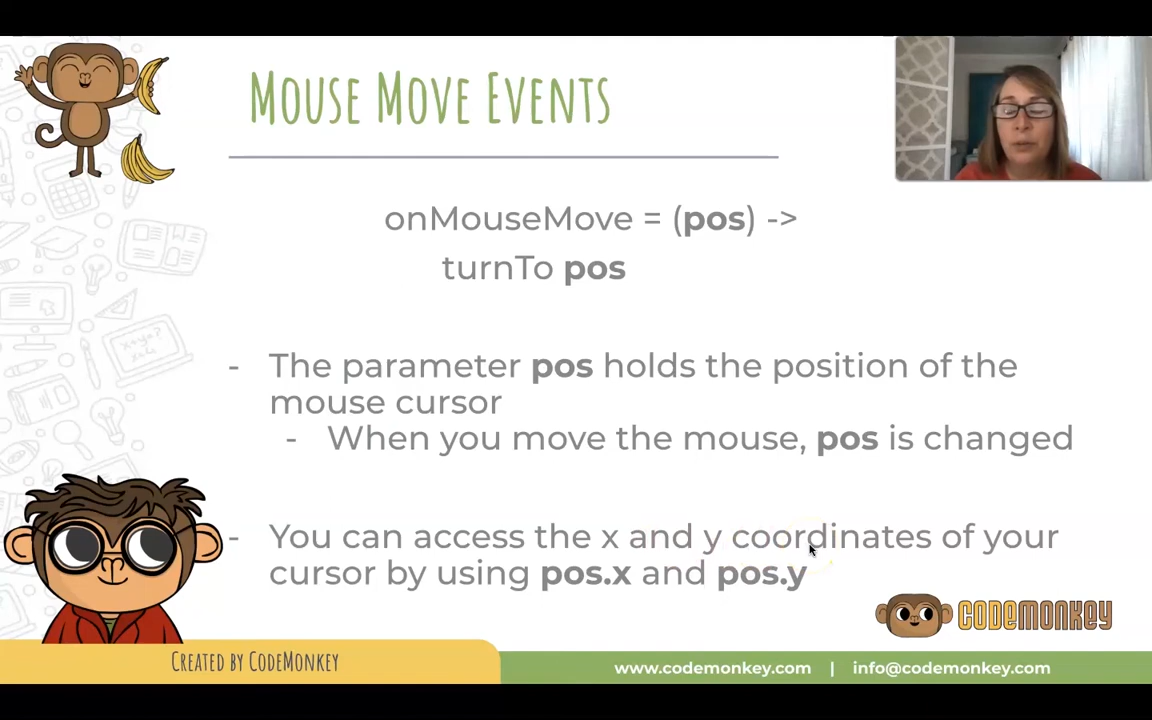 MOUSE MOVE EVENTS
onMouseMove = (pos) ->
turnTo pos
- The parameter pos holds the position of the
mouse cursor
- When you move the mouse, pos is changed
- You can access the x and y coordinates of your
cursor by using pos.x and pos.y
CODEMONKEY
CREATED BY CODEMONKEY
www.codemonkey.com | info@codemonkey.com